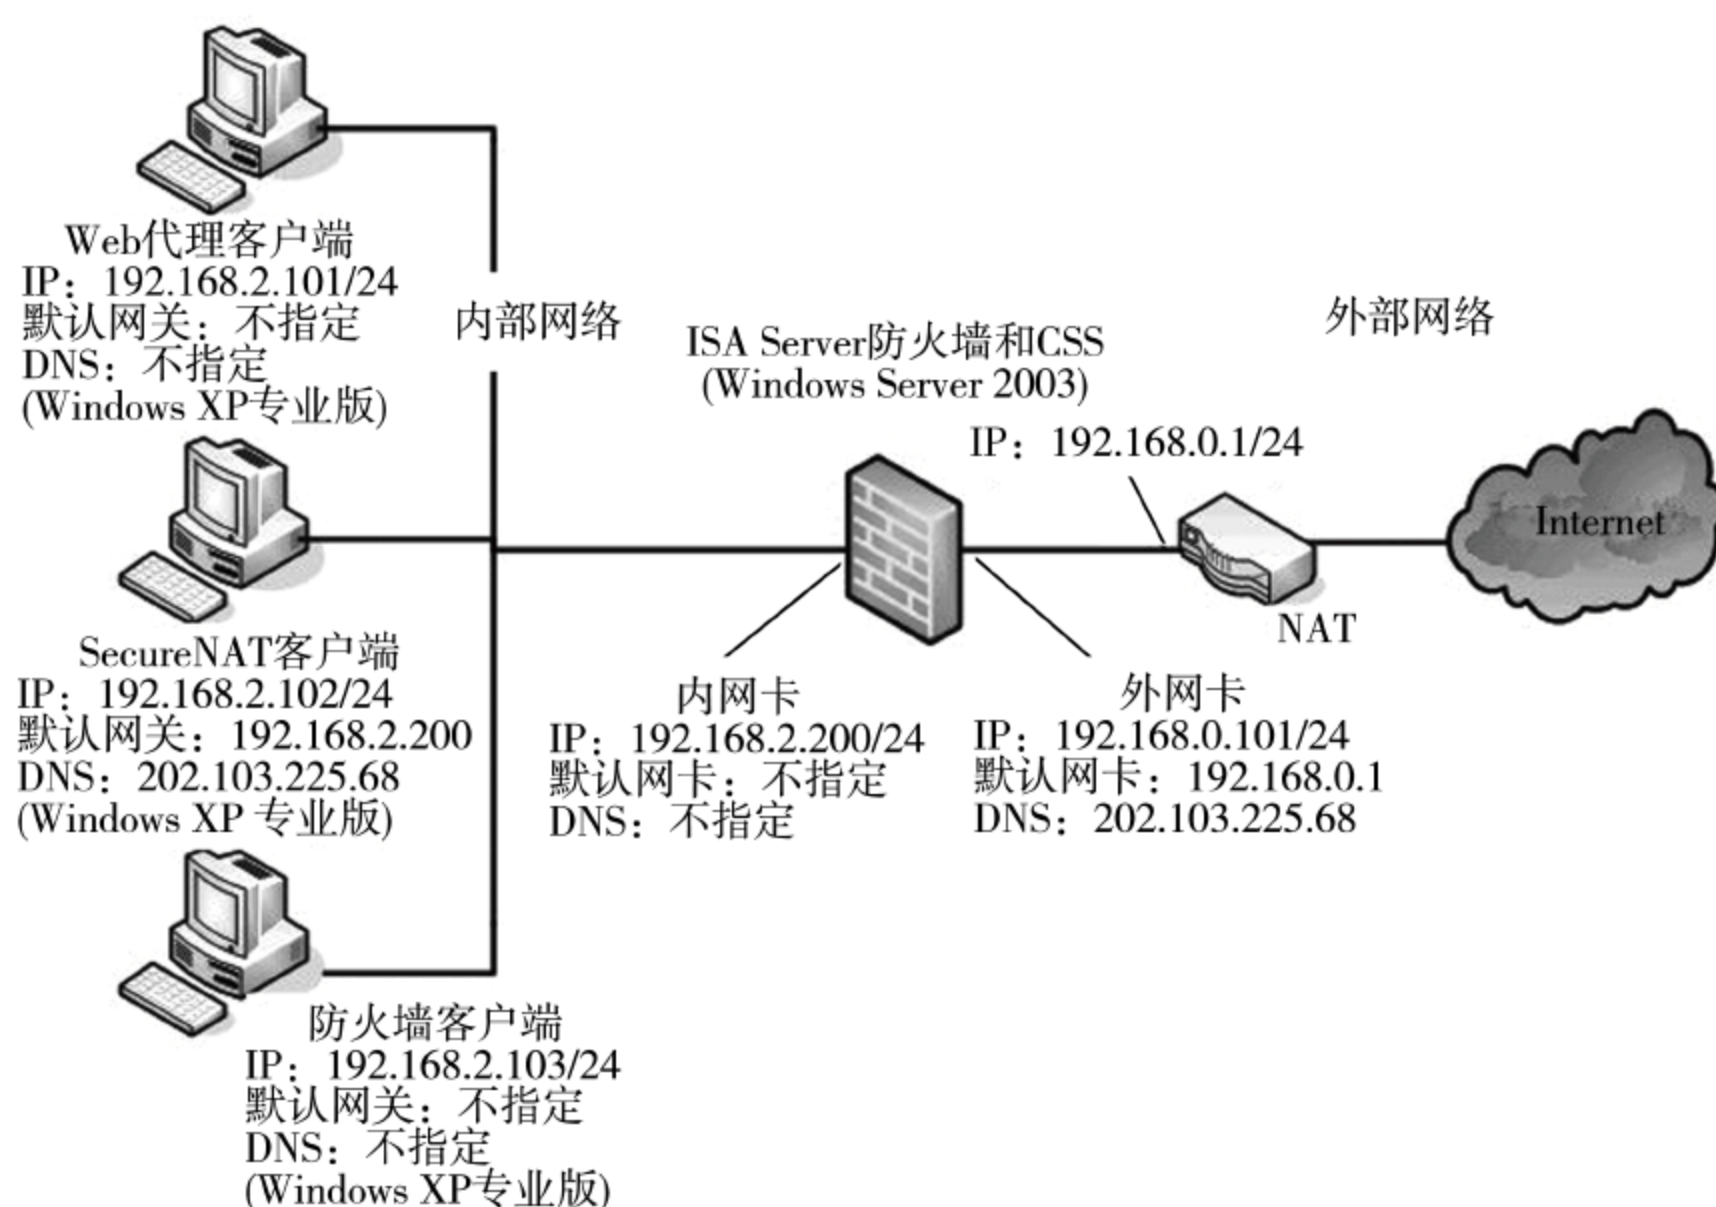 Web代理客户端
IP：192.168.2.101/24
默认网关：不指定
DNS：不指定
(Windows XP专业版)
内部网络
ISA Server防火墙和CSS
(Windows Server 2003)
外部网络
IP：192.168.0.1/24
Internet
NAT
SecureNAT客户端
IP：192.168.2.102/24
默认网关：192.168.2.200
DNS：202.103.225.68
(Windows XP 专业版)
内网卡
IP：192.168.2.200/24
默认网卡：不指定
DNS：不指定
外网卡
IP：192.168.0.101/24
默认网卡：192.168.0.1
DNS：202.103.225.68
防火墙客户端
IP：192.168.2.103/24
默认网关：不指定
DNS：不指定
(Windows XP专业版)